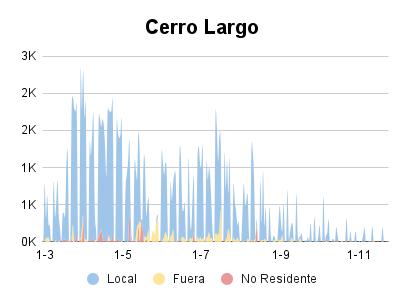 Cerro Largo
3K
2K
2K
1K
1K
0K
1-3
1-5
1-7
1-9
1-11
Local
Fuera
No Residente